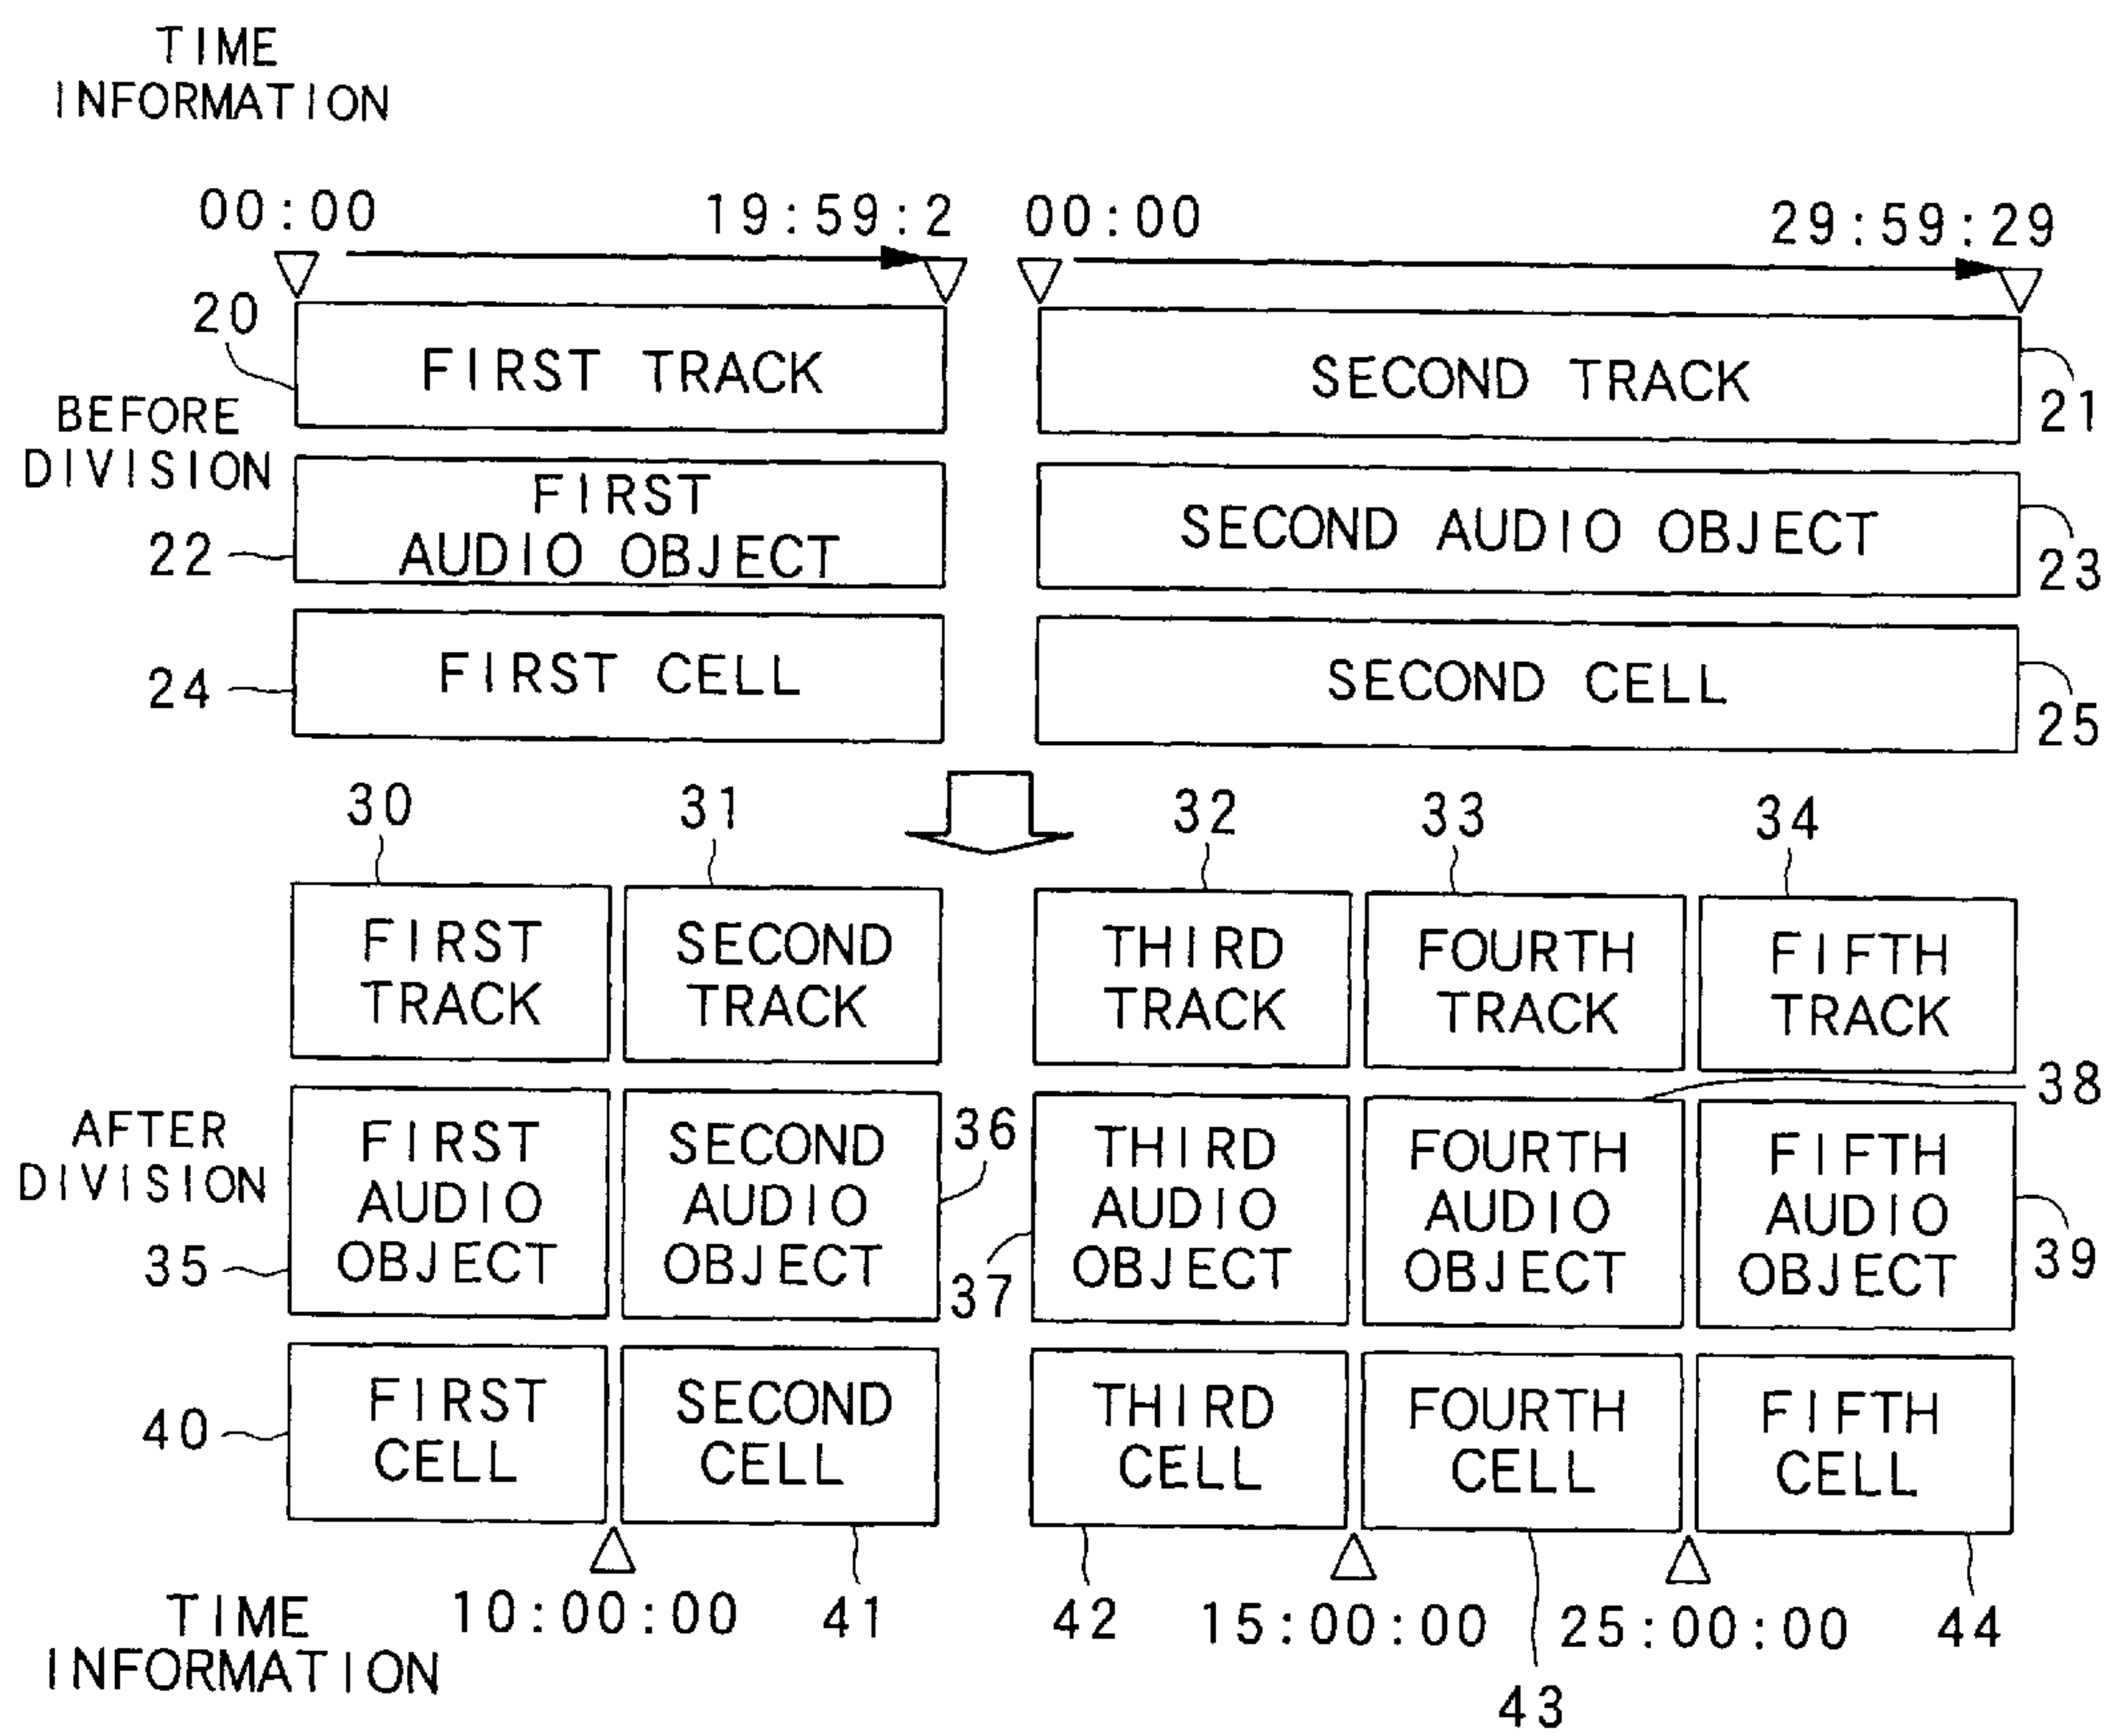 TIME
INFORMATION
00:00 19:59:2 00:00 29:59:29
20
FIRST TRACK SECOND TRACK
21
BEFORE
DIVISION
FIRST
AUDIO OBJECT
SECOND AUDIO OBJECT
22 23
FIRST CELL SECOND CELL
24 25
30 31 32 33 34
FIRST SECOND THIRD FOURTH FIFTH
TRACK TRACK TRACK TRACK TRACK
38
AFTER
DIVISION
36
FIRST SECOND THIRD FOURTH FIFTH
AUDIO AUDIO AUDIO AUDIO AUDIO
OBJECT OBJECT OBJECT OBJECT OBJECT
35 37 39
FIRST SECOND THIRD FOURTH FIFTH
CELL CELL CELL CELL CELL
40
TIME
INFORMATION
10:00:00 41 42 15:00:00 25:00:00 44
43